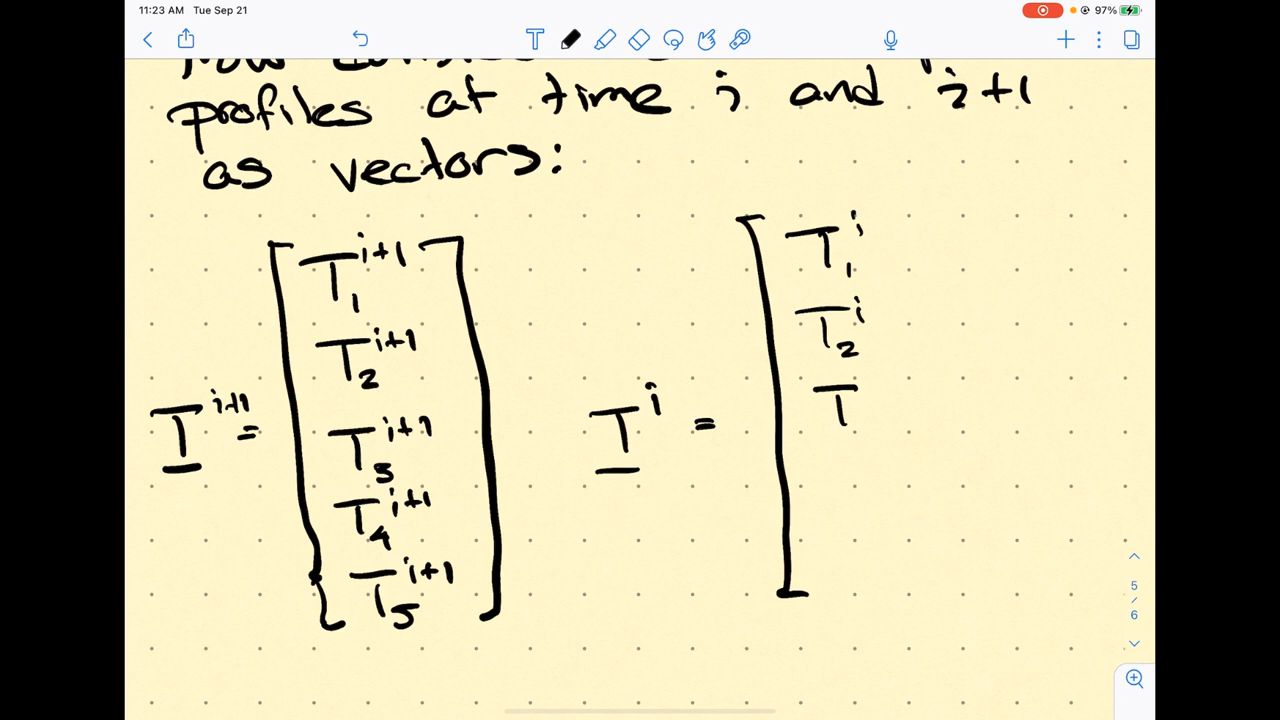 11:23 AM Tue Sep 21
97%
profiles at time i and i+1
as vectors:
T̲^{i+1} = [ T_1^{i+1}
T_2^{i+1}
T_3^{i+1}
T_4^{i+1}
T_5^{i+1} ]
T̲^i = [ T_1^i
T_2^i
T
5
/
6